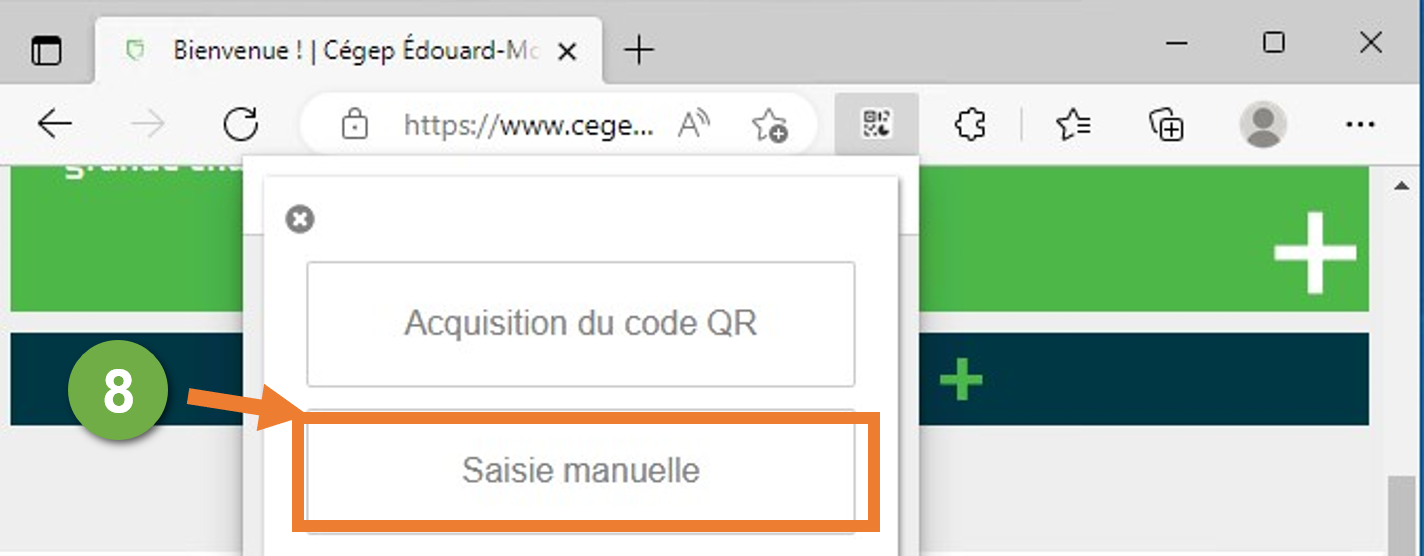 Bienvenue ! | Cégep Édouard-Mo
https://www.cege...
Acquisition du code QR
8
Saisie manuelle